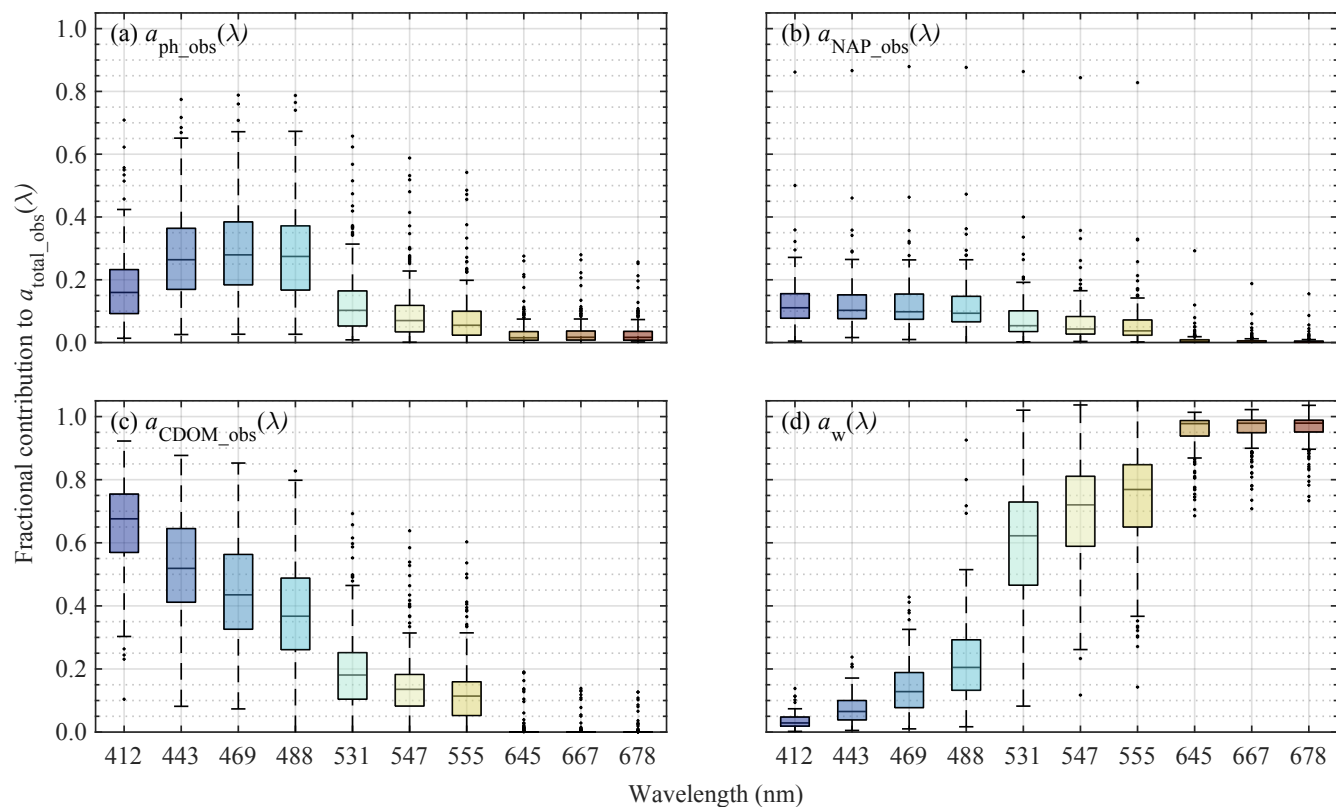 (a) a_ph_obs(λ)
(b) a_NAP_obs(λ)
1.0
0.8
0.6
0.4
0.2
0.0
Fractional contribution to a_total_obs(λ)
(c) a_CDOM_obs(λ)
(d) a_w(λ)
1.0
0.8
0.6
0.4
0.2
0.0
412 443 469 488 531 547 555 645 667 678
412 443 469 488 531 547 555 645 667 678
Wavelength (nm)